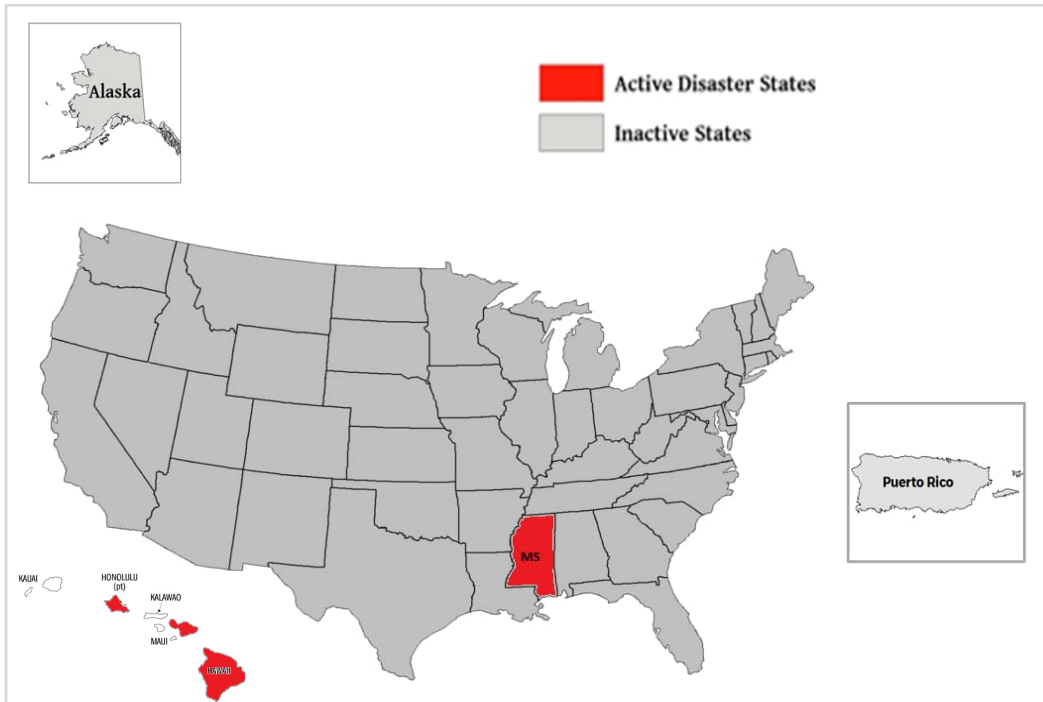 Alaska
Active Disaster States
Inactive States
Puerto Rico
MS
KAUAI
HONOLULU
(pt)
KALAWAO
MAUI
HAWAII